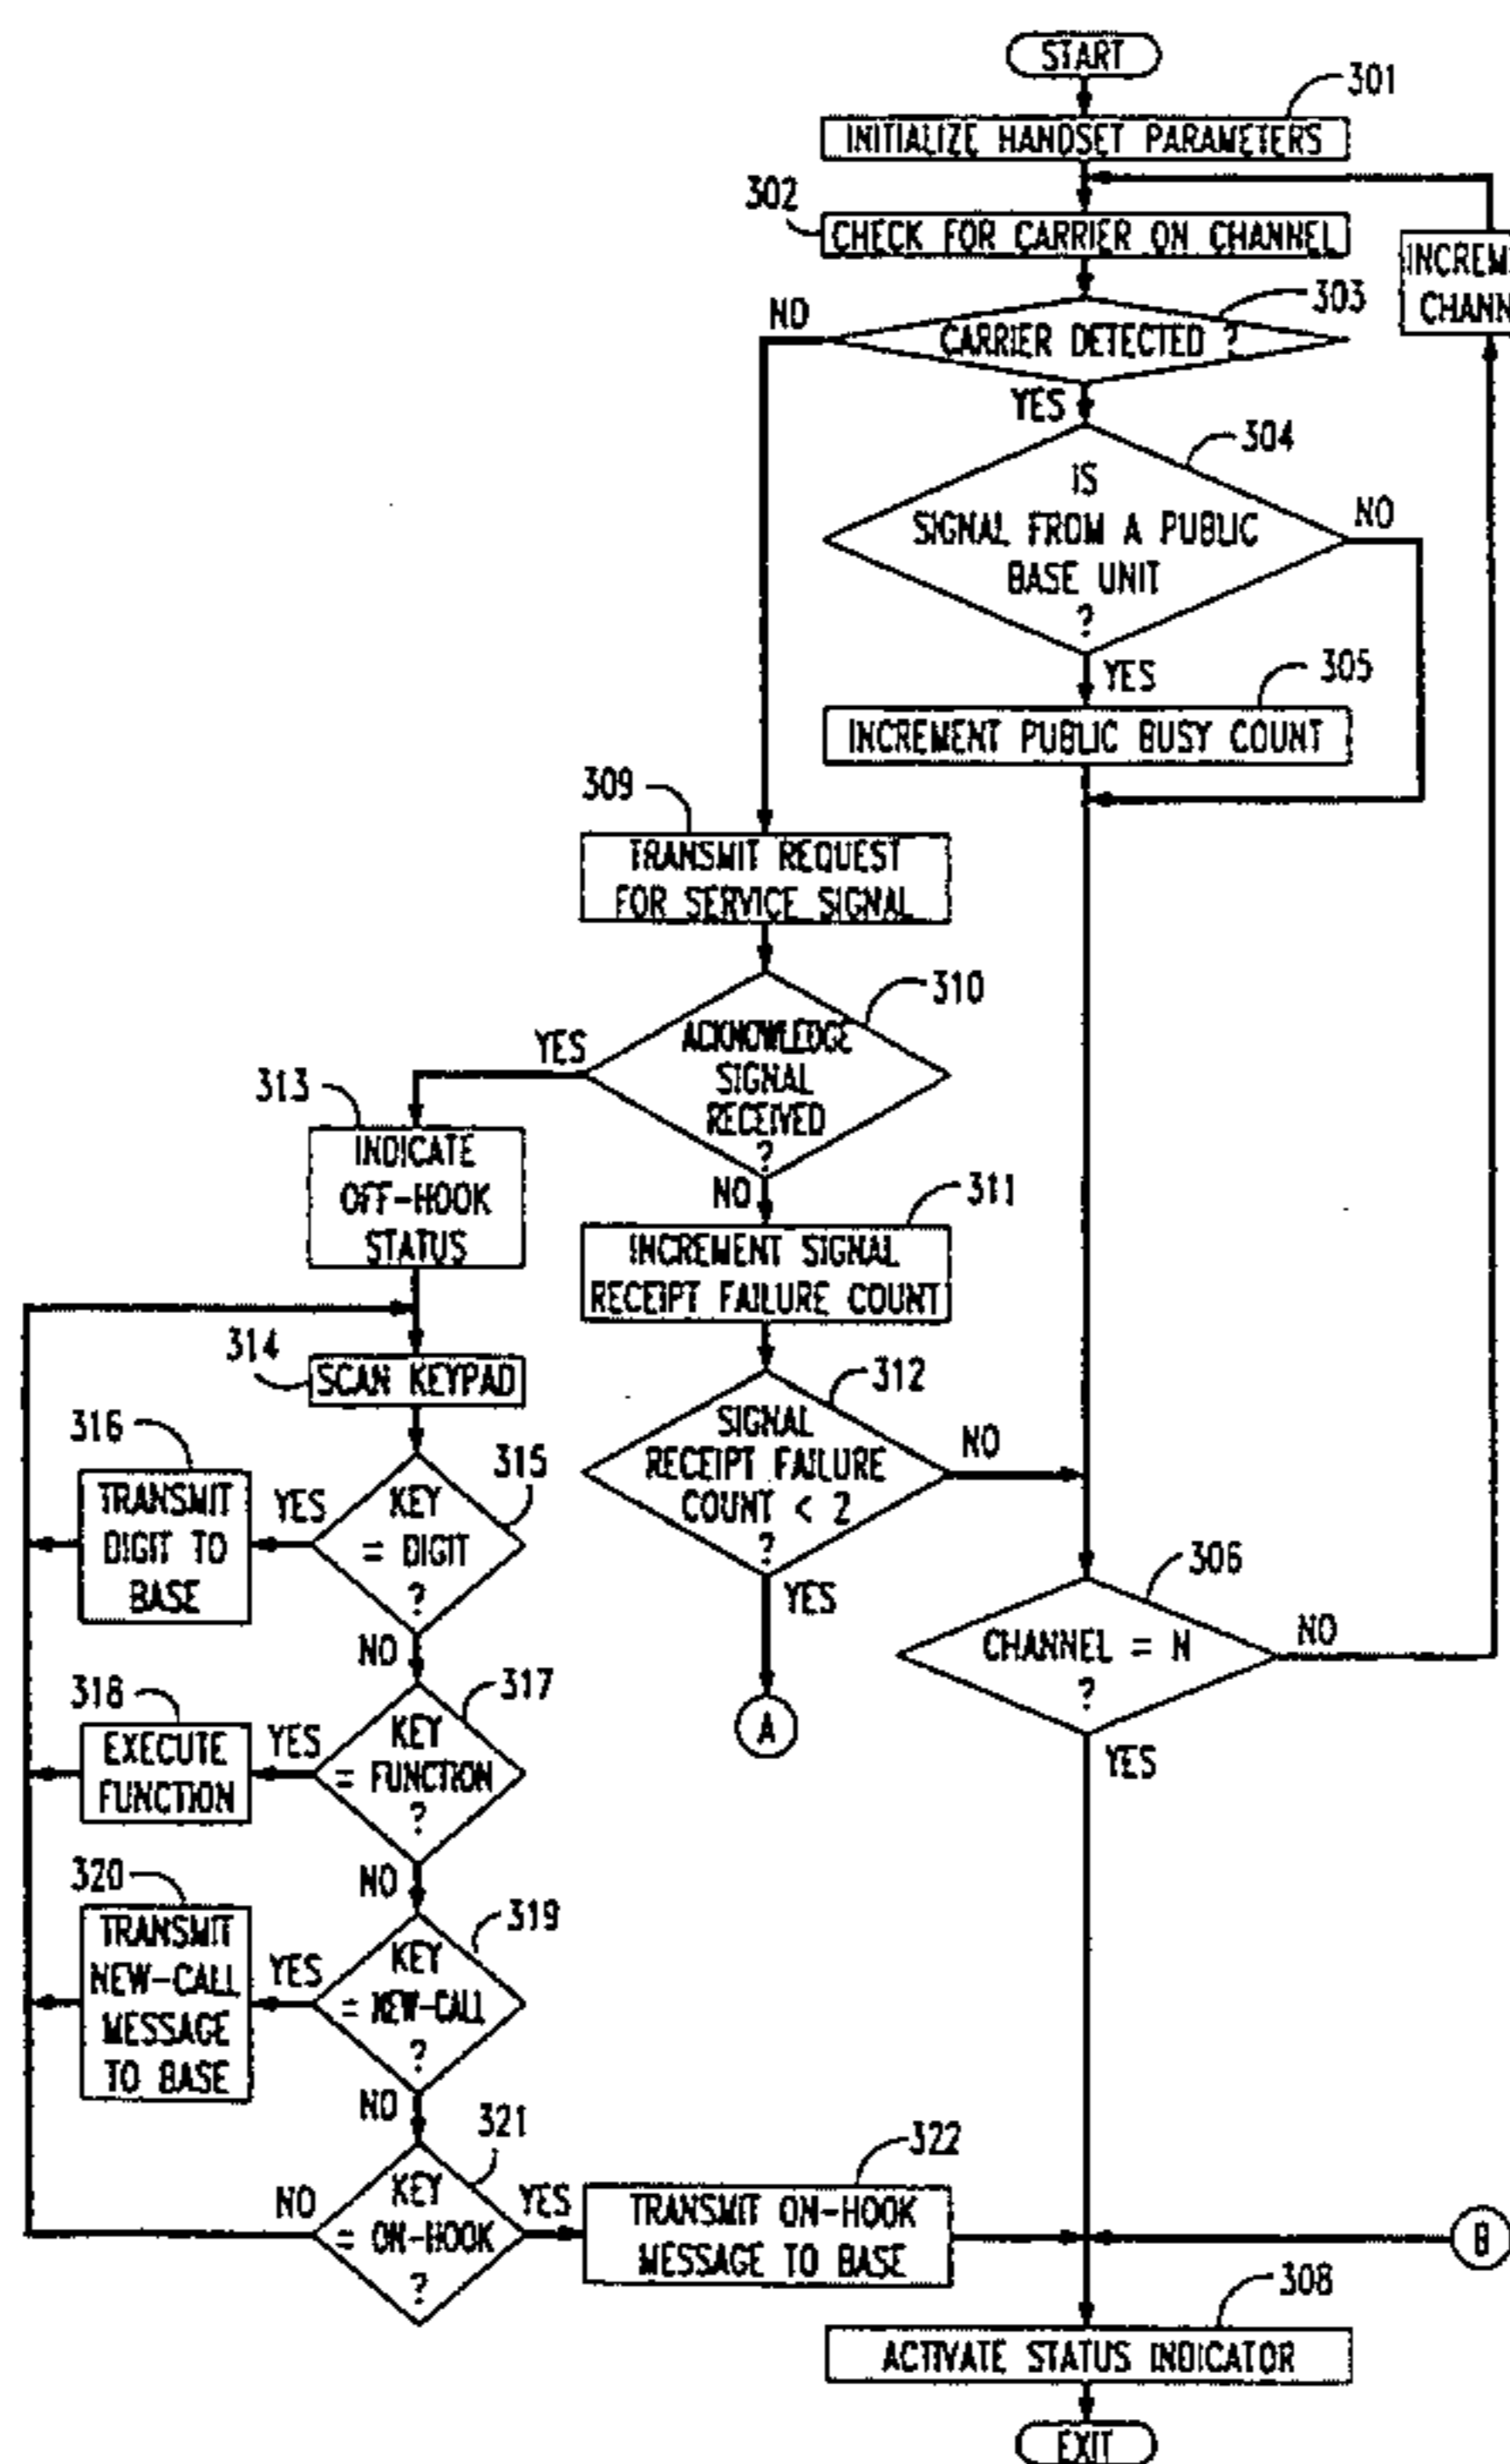 START
301
INITIALIZE HANDSET PARAMETERS
302
CHECK FOR CARRIER ON CHANNEL
303
NO
CARRIER DETECTED ?
YES
304
IS
SIGNAL FROM A PUBLIC
BASE UNIT
?
NO
YES
305
INCREMENT PUBLIC BUSY COUNT
309
TRANSMIT REQUEST
FOR SERVICE SIGNAL
310
ACKNOWLEDGE
SIGNAL
RECEIVED
?
YES
NO
313
INDICATE
OFF-HOOK
STATUS
311
INCREMENT SIGNAL
RECEIPT FAILURE COUNT
314
SCAN KEYPAD
312
SIGNAL
RECEIPT FAILURE
COUNT < 2
?
NO
YES
A
316
TRANSMIT
DIGIT TO
BASE
YES
315
KEY
= DIGIT
?
NO
306
CHANNEL = N
?
NO
YES
318
EXECUTE
FUNCTION
YES
317
KEY
= FUNCTION
?
NO
320
TRANSMIT
NEW-CALL
MESSAGE
TO BASE
YES
319
KEY
= NEW-CALL
?
NO
321
KEY
= ON-HOOK
?
NO
YES
322
TRANSMIT ON-HOOK
MESSAGE TO BASE
B
308
ACTIVATE STATUS INDICATOR
EXIT